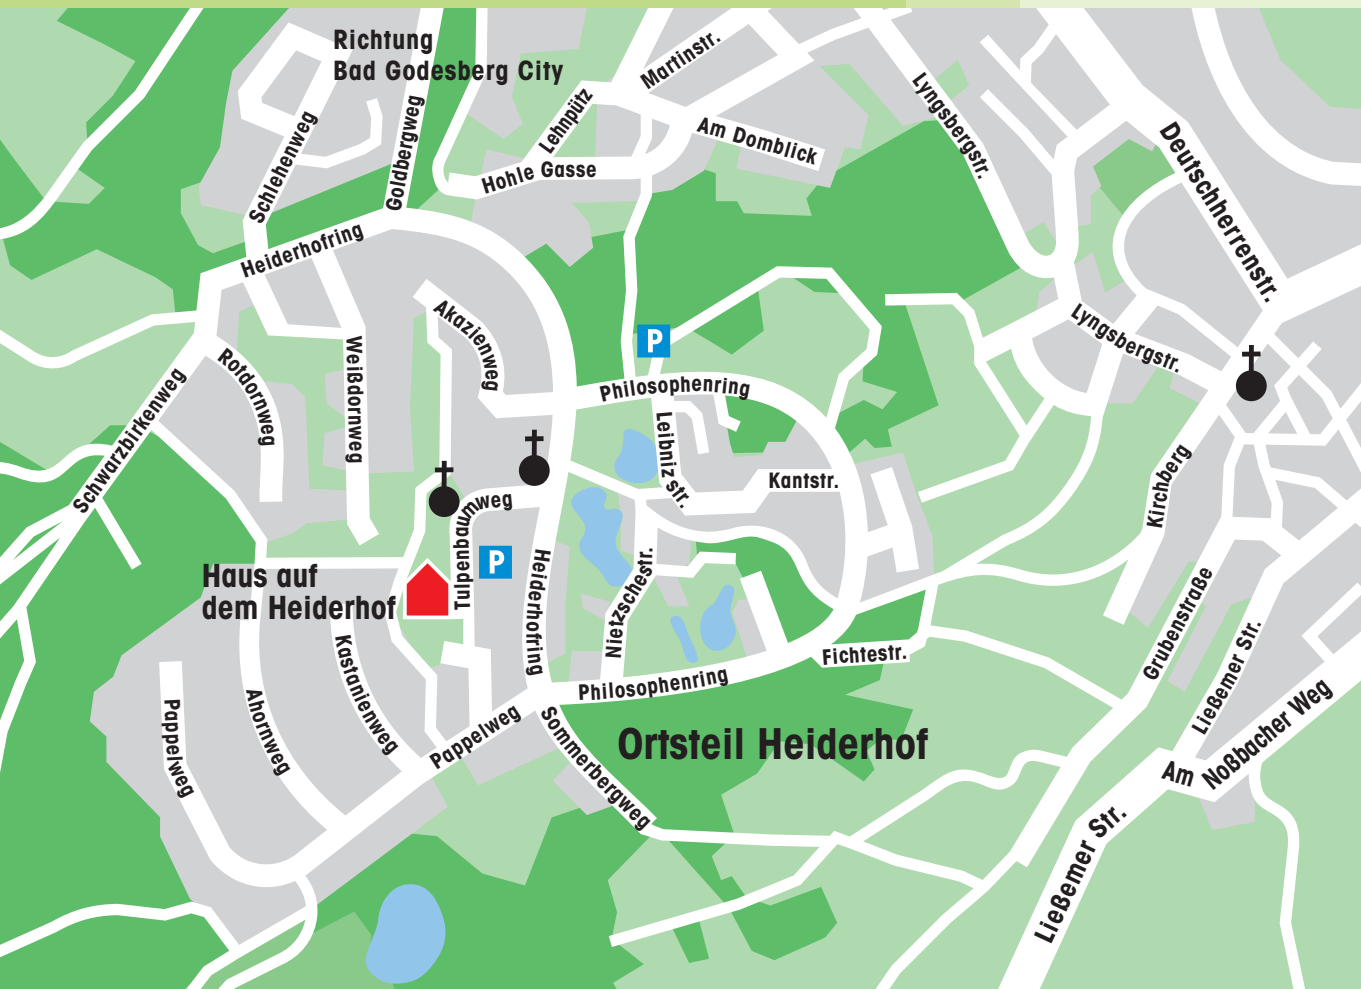 Richtung
Bad Godesberg City
Martinstr.
Lehnpütz
Am Domblick
Hohle Gasse
Lyngsbergstr.
Deutschherrenstr.
Schlehenweg
Goldbergweg
Heiderhofring
Akazienweg
Weißdornweg
Rotdornweg
Schwarzbirkenweg
P
Philosophenring
Leibniz str.
Kantstr.
Lyngsbergstr.
Kirchberg
Tulpenbaumweg
P
Heiderhofring
Nietzschestr.
Haus auf
dem Heiderhof
Kastanienweg
Ahornweg
Pappelweg
Pappelweg
Philosophenring
Fichtestr.
Sommerbergweg
Ortsteil Heiderhof
Grubenstraße
Ließemer Str.
Am Noßbacher Weg
Ließemer Str.